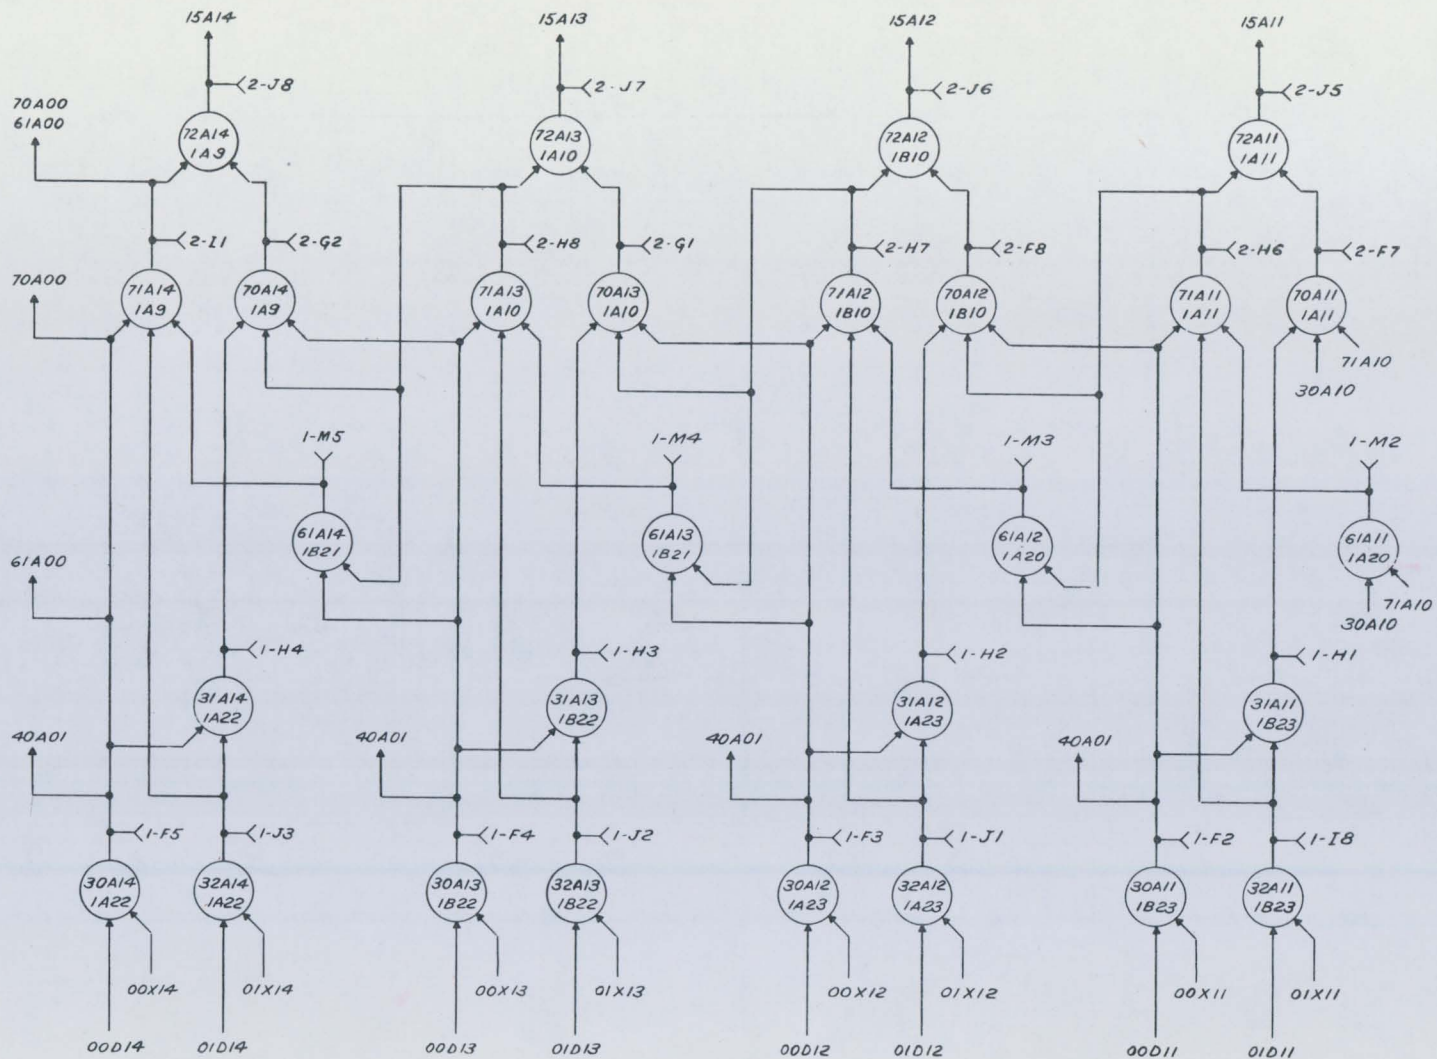 15A14 15A13 15A12 15A11
2-J8 2-J7 2-J6 2-J5
70A00
61A00
72A14 72A13 72A12 72A11
1A9 1A10 1B10 1A11
2-I1 2-G2 2-H8 2-G1 2-H7 2-F8 2-H6 2-F7
70A00
71A14 70A14 71A13 70A13 71A12 70A12 71A11 70A11
1A9 1A9 1A10 1A10 1B10 1B10 1A11 1A11
71A10
30A10
1-M5 1-M4 1-M3 1-M2
61A14 61A13 61A12 61A11
1B21 1B21 1A20 1A20
61A00
71A10
30A10
1-H4 1-H3 1-H2 1-H1
31A14 31A13 31A12 31A11
1A22 1B22 1A23 1B23
40A01 40A01 40A01 40A01
1-F5 1-J3 1-F4 1-J2 1-F3 1-J1 1-F2 1-I8
30A14 32A14 30A13 32A13 30A12 32A12 30A11 32A11
1A22 1A22 1B22 1B22 1A23 1A23 1B23 1B23
00X14 01X14 00X13 01X13 00X12 01X12 00X11 01X11
00D14 01D14 00D13 01D13 00D12 01D12 00D11 01D11